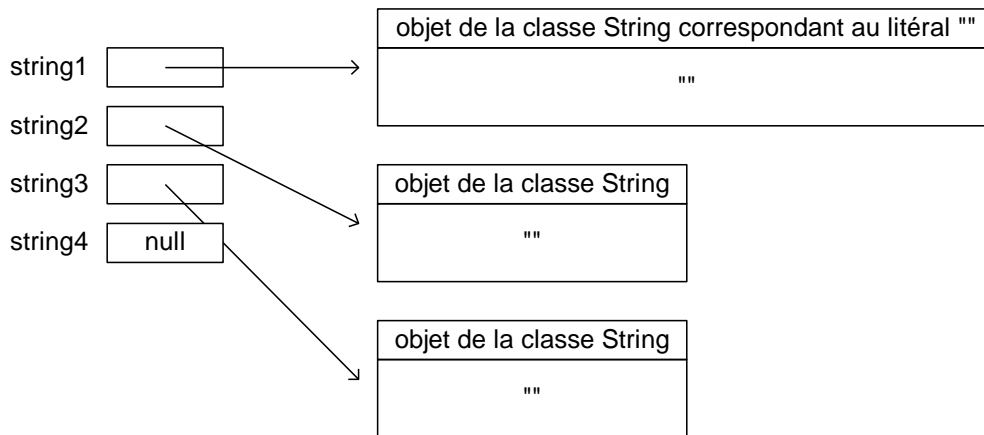 objet de la classe String correspondant au litéral ""
string1
""
string2
string3
objet de la classe String
string4
null
""
objet de la classe String
""